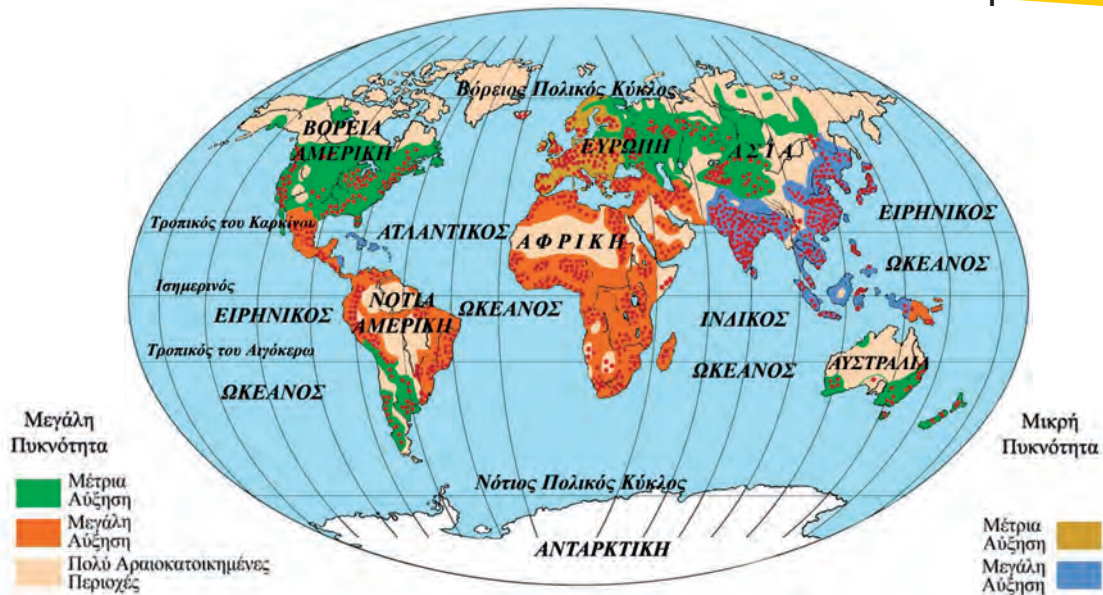 Βόρειος Πολικός Κύκλος
ΒΟΡΕΙΑ
ΑΜΕΡΙΚΗ
ΕΥΡΩΠΗ
ΑΣΙΑ
Τροπικός του Καρκίνου
ΑΤΛΑΝΤΙΚΟΣ
ΑΦΡΙΚΗ
ΕΙΡΗΝΙΚΟΣ
ΩΚΕΑΝΟΣ
Ισημερινός
ΕΙΡΗΝΙΚΟΣ
ΝΟΤΙΑ
ΑΜΕΡΙΚΗ
ΩΚΕΑΝΟΣ
ΙΝΔΙΚΟΣ
Τροπικός του Αιγόκερω
ΩΚΕΑΝΟΣ
ΩΚΕΑΝΟΣ
ΑΥΣΤΡΑΛΙΑ
Νότιος Πολικός Κύκλος
ΑΝΤΑΡΚΤΙΚΗ
Μεγάλη
Πυκνότητα
Μέτρια
Αύξηση
Μεγάλη
Αύξηση
Πολύ Αραιοκατοικημένες
Περιοχές
Μικρή
Πυκνότητα
Μέτρια
Αύξηση
Μεγάλη
Αύξηση